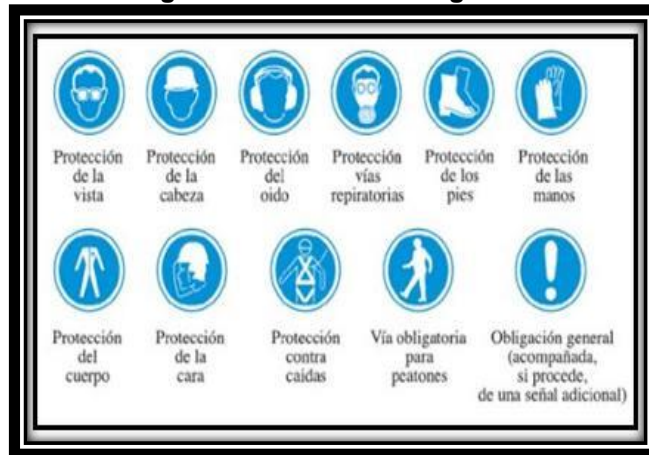 Protección
de la
vista
Protección
de la
cabeza
Protección
del
oido
Protección
vías
repiratorias
Protección
de los
pies
Protección
de las
manos
Protección
del
cuerpo
Protección
de la
cara
Protección
contra
caídas
Vía obligatoria
para
peatones
Obligación general
(acompañada,
si procede,
de una señal adicional)